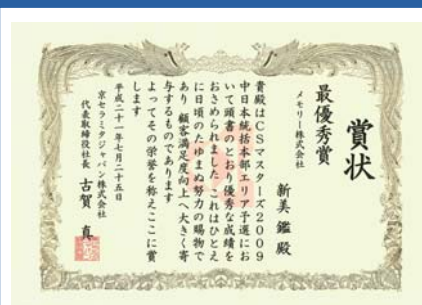 賞状
最優秀賞
メモリー株式会社
新美鑑殿
貴殿はCSマスターズ2009
中日本統括本部エリア予選にお
いて頭書のとおり優秀な成績を
おさめられました これはひとえ
に日頃のたゆまぬ努力の賜物で
あり 顧客満足度向上へ大きく寄
与するものであります
よってその栄誉を称えここに賞
します
平成二十一年七月二十五日
京セラミタジャパン株式会社
代表取締役社長 古賀 真